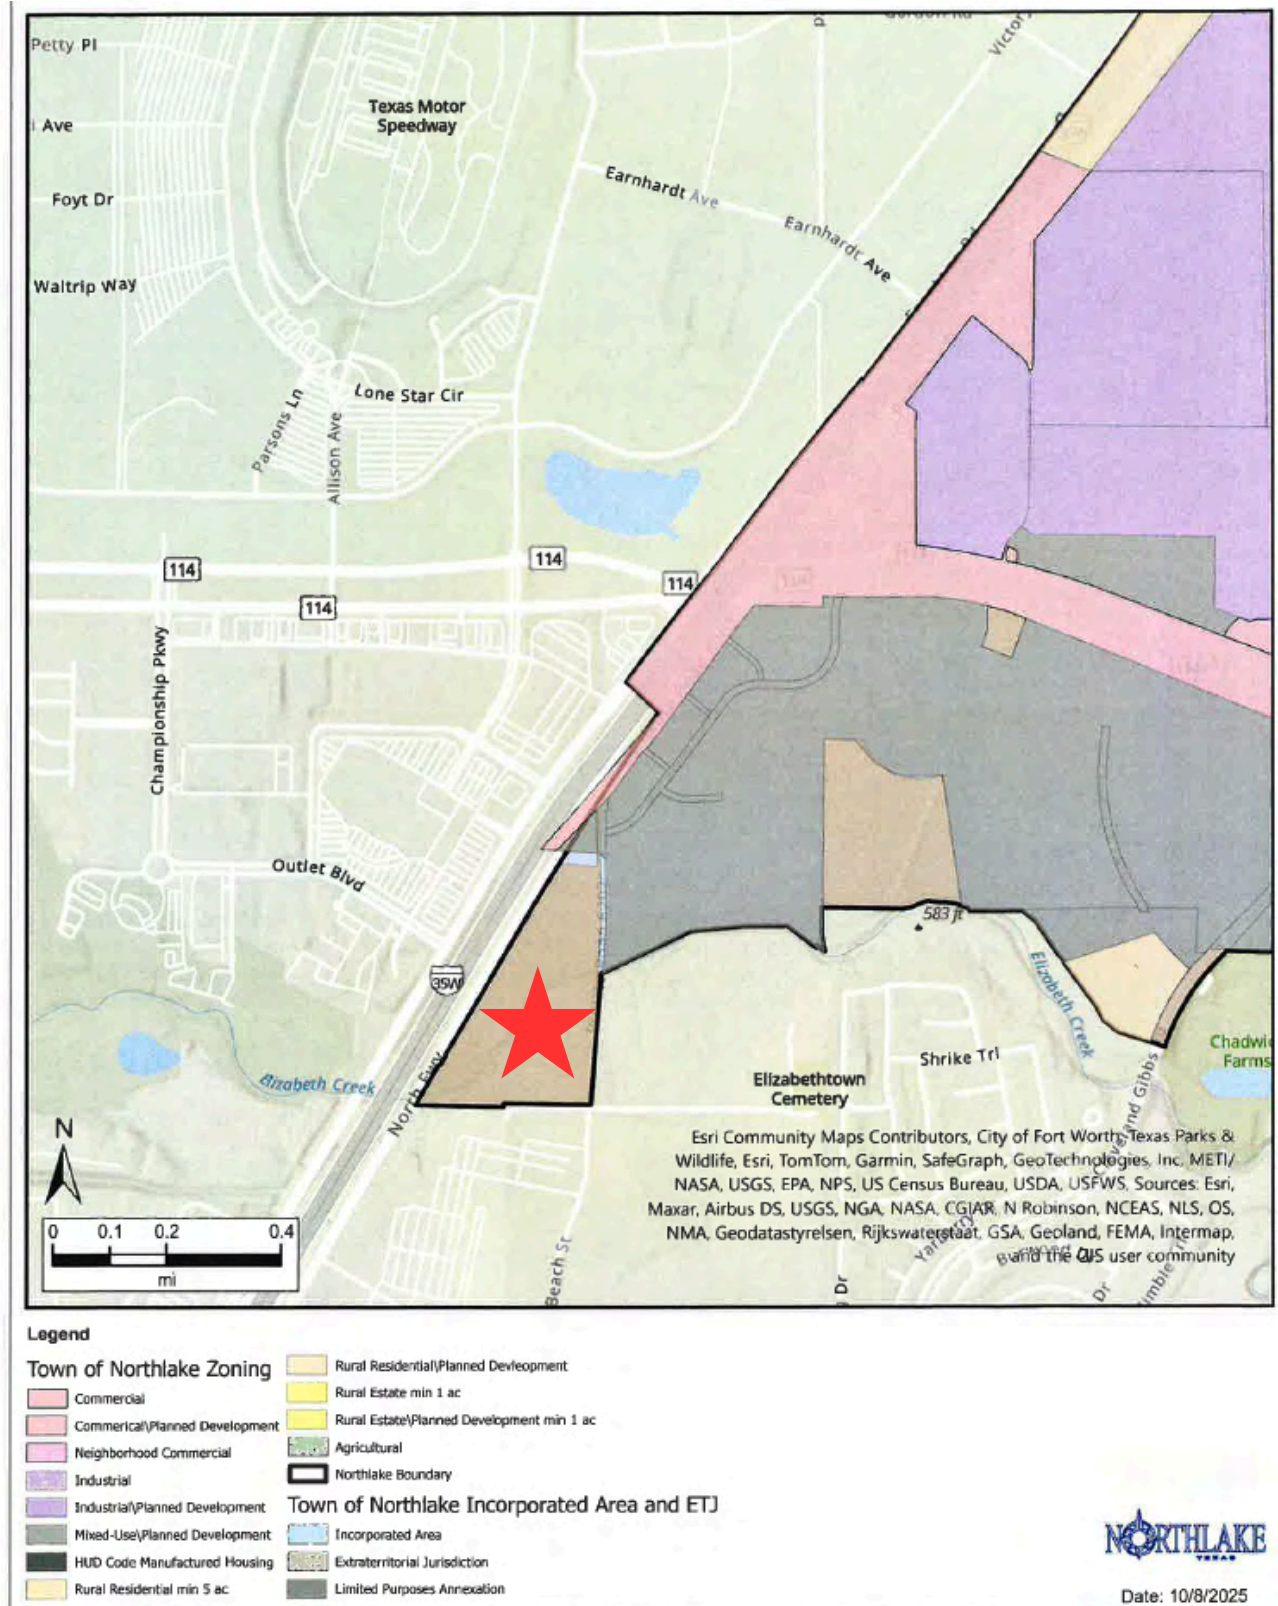 Petty Pl
Gordon Rd
Victory
Texas Motor
Speedway
Ave
Foyt Dr
Earnhardt Ave
Earnhardt Ave
Waltrip Way
Lone Star Cir
Parsons Ln
Allison Ave
114
114
114
114
Championship Pkwy
Outlet Blvd
583 ft
35W
Elizabeth Creek
Elizabeth Creek
North Fwy
Shrike Trl
Chadwic
Farms
Elizabethtown
Cemetery
Cleveland Gibbs
N
Esri Community Maps Contributors, City of Fort Worth, Texas Parks &
Wildlife, Esri, TomTom, Garmin, SafeGraph, GeoTechnologies, Inc, METI/
NASA, USGS, EPA, NPS, US Census Bureau, USDA, USFWS, Sources: Esri,
Maxar, Airbus DS, USGS, NGA, NASA, CGIAR, N Robinson, NCEAS, NLS, OS,
NMA, Geodatastyrelsen, Rijkswaterstaat, GSA, Geoland, FEMA, Intermap,
and the GIS user community
0 0.1 0.2 0.4
mi
Beach St
Dr
Dr
Legend
Town of Northlake Zoning
Commercial
Commerical\Planned Development
Neighborhood Commercial
Industrial
Industrial\Planned Development
Mixed-Use\Planned Development
HUD Code Manufactured Housing
Rural Residential min 5 ac
Rural Residential\Planned Devleopment
Rural Estate min 1 ac
Rural Estate\Planned Development min 1 ac
Agricultural
Northlake Boundary
Town of Northlake Incorporated Area and ETJ
Incorporated Area
Extraterritorial Jurisdiction
Limited Purposes Annexation
NORTHLAKE
TEXAS
Date: 10/8/2025